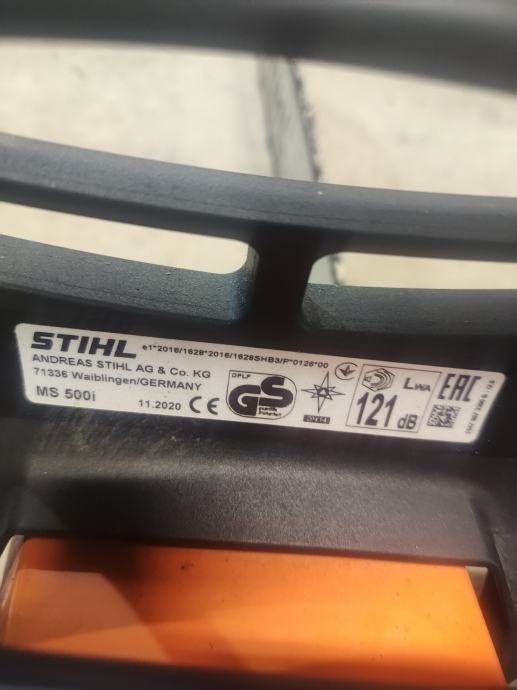 STIHL
e1*2016/1628*2016/1628SHB3/P*0126*00
ANDREAS STIHL AG & Co. KG
71336 Waiblingen/GERMANY
MS 500i
11.2020 CE
DPLF
GS
LWA
121 dB
EAC